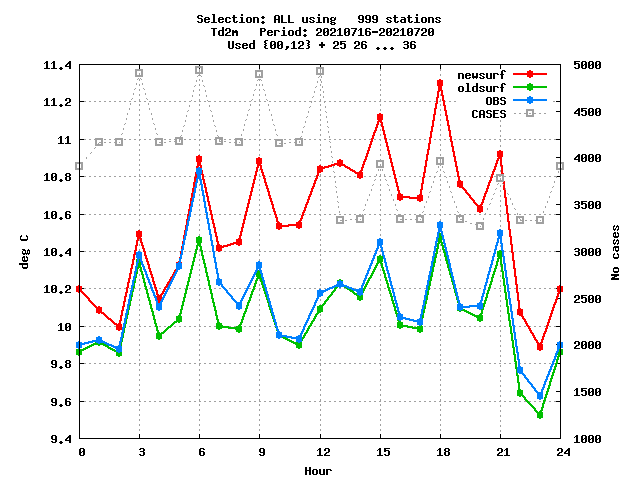 Selection: ALL using   999 stations
Td2m   Period: 20210716-20210720
Used {00,12} + 25 26 ... 36
newsurf
oldsurf
OBS
CASES
11.4
11.2
11
10.8
10.6
10.4
10.2
10
9.8
9.6
9.4
deg C
5000
4500
4000
3500
3000
2500
2000
1500
1000
No cases
0 3 6 9 12 15 18 21 24
Hour